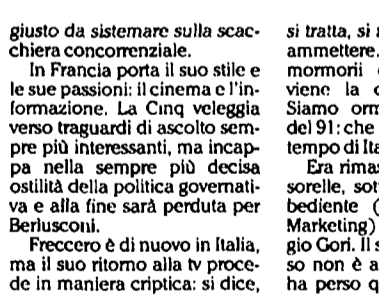 giusto da sistemare sulla scac-
chiera concorrenziale.
In Francia porta il suo stile e
le sue passioni: il cinema e l'in-
formazione. La Cinq veleggia
verso traguardi di ascolto sem-
pre più interessanti, ma incap-
pa nella sempre più decisa
ostilità della politica governati-
va e alla fine sarà perduta per
Berlusconi.
Freccero è di nuovo in Italia,
ma il suo ritorno alla tv proce-
de in maniera criptica: si dice,
si tratta, si
ammettere.
mormorii
viene la
Siamo orm
del 91: che
tempo di Ita
Era rimas
sorelle, sot
bediente (
Marketing)
gio Gori. Il s
so non è a
ha perso q